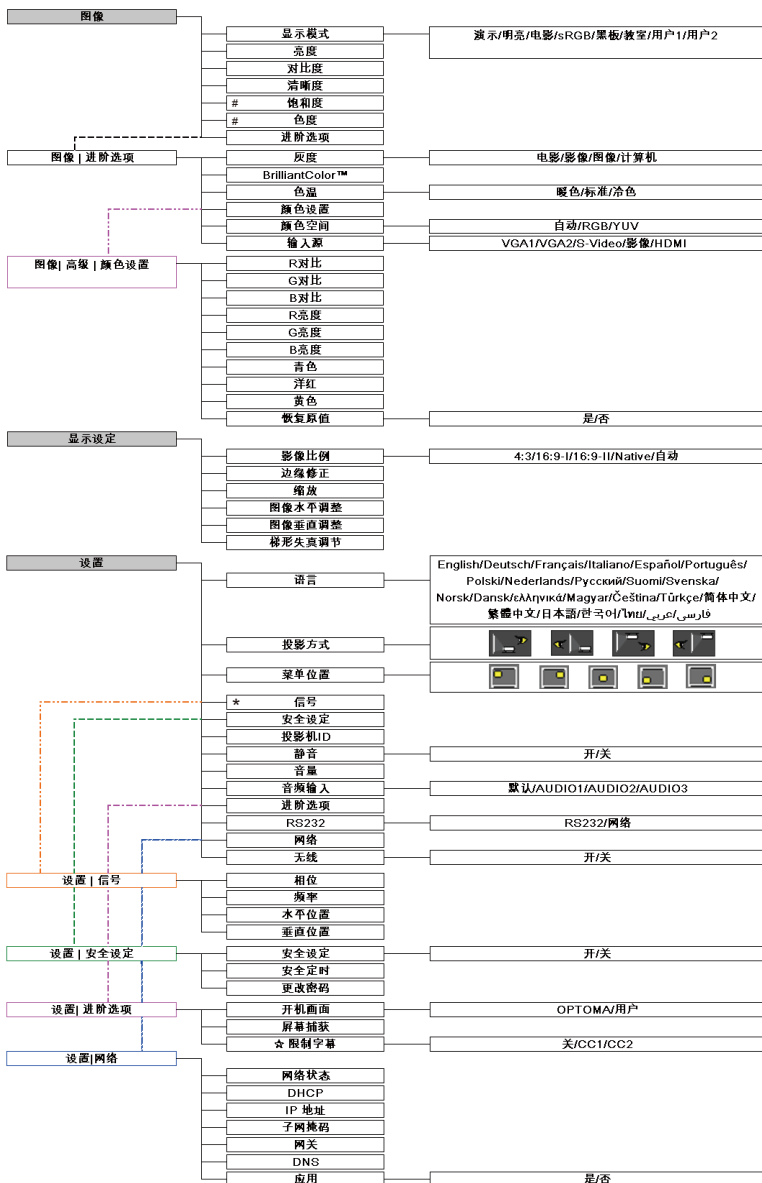 图像
显示模式
演示/明亮/电影/sRGB/黑板/教室/用户1/用户2
亮度
对比度
清晰度
# 饱和度
# 色度
进阶选项
图像 | 进阶选项
灰度
电影/影像/图像/计算机
BrilliantColor™
色温
暖色/标准/冷色
颜色设置
颜色空间
自动/RGB/YUV
输入源
VGA1/VGA2/S-Video/影像/HDMI
图像| 高级 | 颜色设置
R对比
G对比
B对比
R亮度
G亮度
B亮度
青色
洋红
黄色
恢复原值
是/否
显示设定
影像比例
4:3/16:9-I/16:9-II/Native/自动
边缘修正
缩放
图像水平调整
图像垂直调整
梯形失真调节
设置
语言
English/Deutsch/Français/Italiano/Español/Português/
Polski/Nederlands/Русский/Suomi/Svenska/
Norsk/Dansk/ελληνικά/Magyar/Čeština/Türkçe/简体中文/
繁體中文/日本語/한국어/ไทย/عربي/فارسی
投影方式
菜单位置
* 信号
安全设定
投影机ID
静音
开/关
音量
音频输入
默认/AUDIO1/AUDIO2/AUDIO3
进阶选项
RS232
RS232/网络
网络
无线
开/关
设置 | 信号
相位
频率
水平位置
垂直位置
设置 | 安全设定
安全设定
开/关
安全定时
更改密码
设置| 进阶选项
开机画面
OPTOMA/用户
屏幕捕获
☆ 限制字幕
关/CC1/CC2
设置|网络
网络状态
DHCP
IP 地址
子网掩码
网关
DNS
应用
是/否